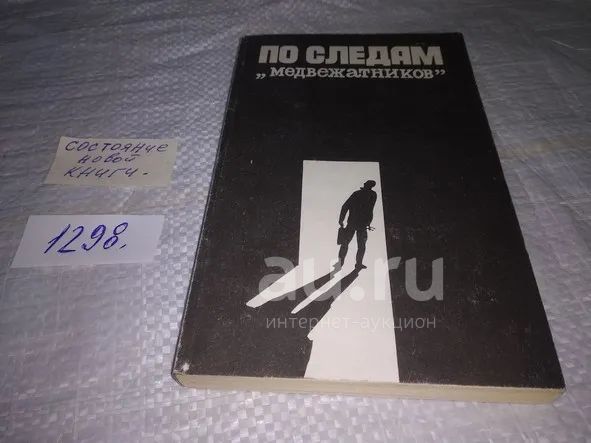 ПО СЛЕДАМ
„медвежатников”
состояние
новой
книги.
1298.
au.ru
интернет-аукцион